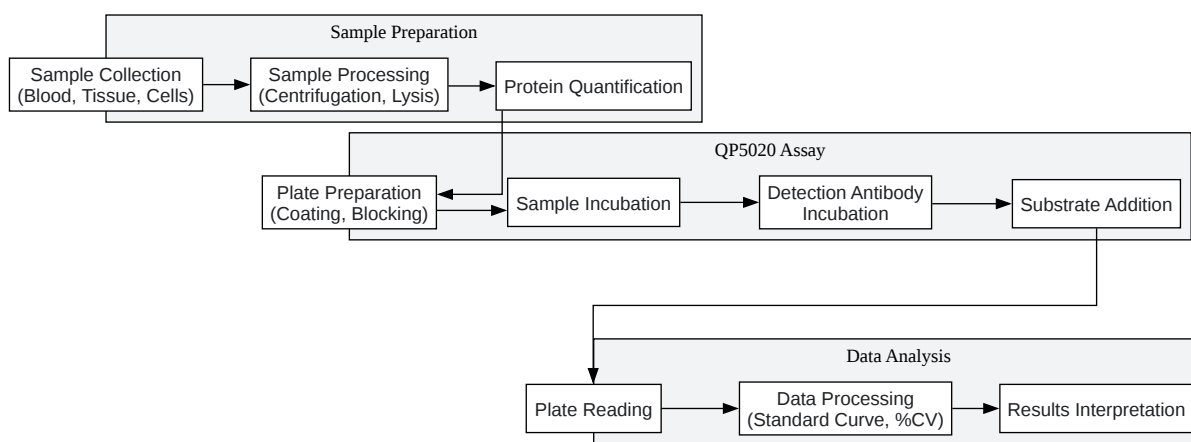 Sample Preparation
Sample Collection
(Blood, Tissue, Cells)
Sample Processing
(Centrifugation, Lysis)
Protein Quantification
QP5020 Assay
Plate Preparation
(Coating, Blocking)
Sample Incubation
Detection Antibody
Incubation
Substrate Addition
Data Analysis
Plate Reading
Data Processing
(Standard Curve, %CV)
Results Interpretation